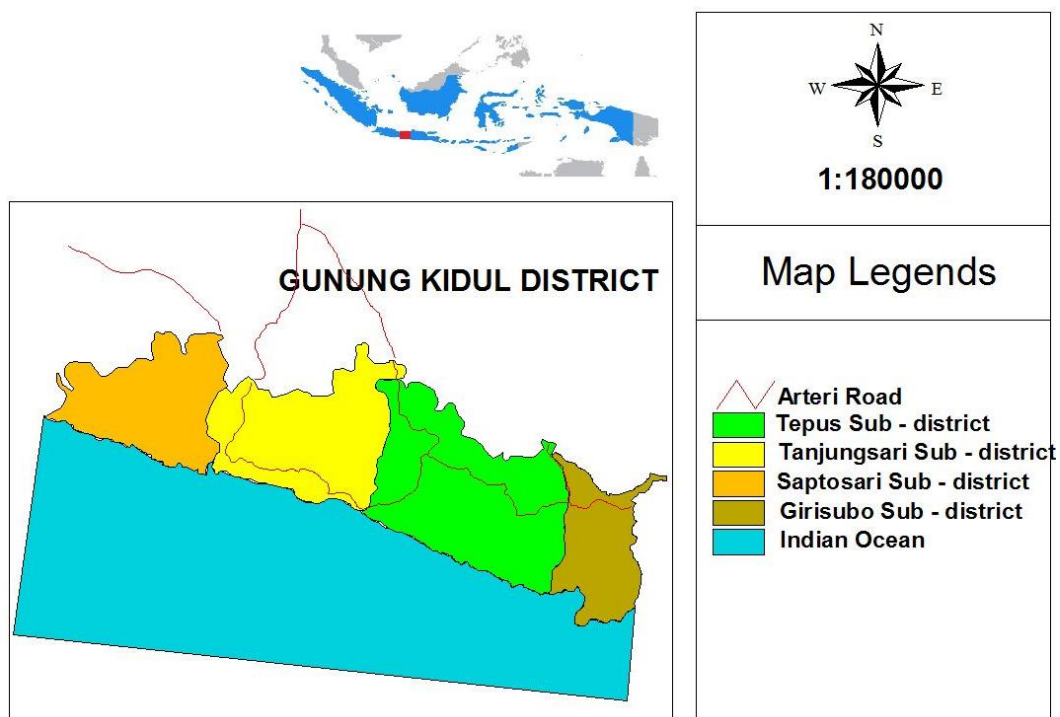 N
W E
S
1:180000
GUNUNG KIDUL DISTRICT
Map Legends
Arteri Road
Tepus Sub - district
Tanjungsari Sub - district
Saptosari Sub - district
Girisubo Sub - district
Indian Ocean